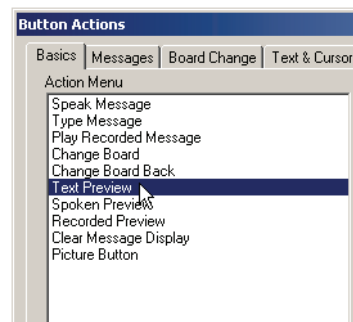 Button Actions
Basics Messages Board Change Text & Cursor
Action Menu
Speak Message
Type Message
Play Recorded Message
Change Board
Change Board Back
Text Preview
Spoken Preview
Recorded Preview
Clear Message Display
Picture Button